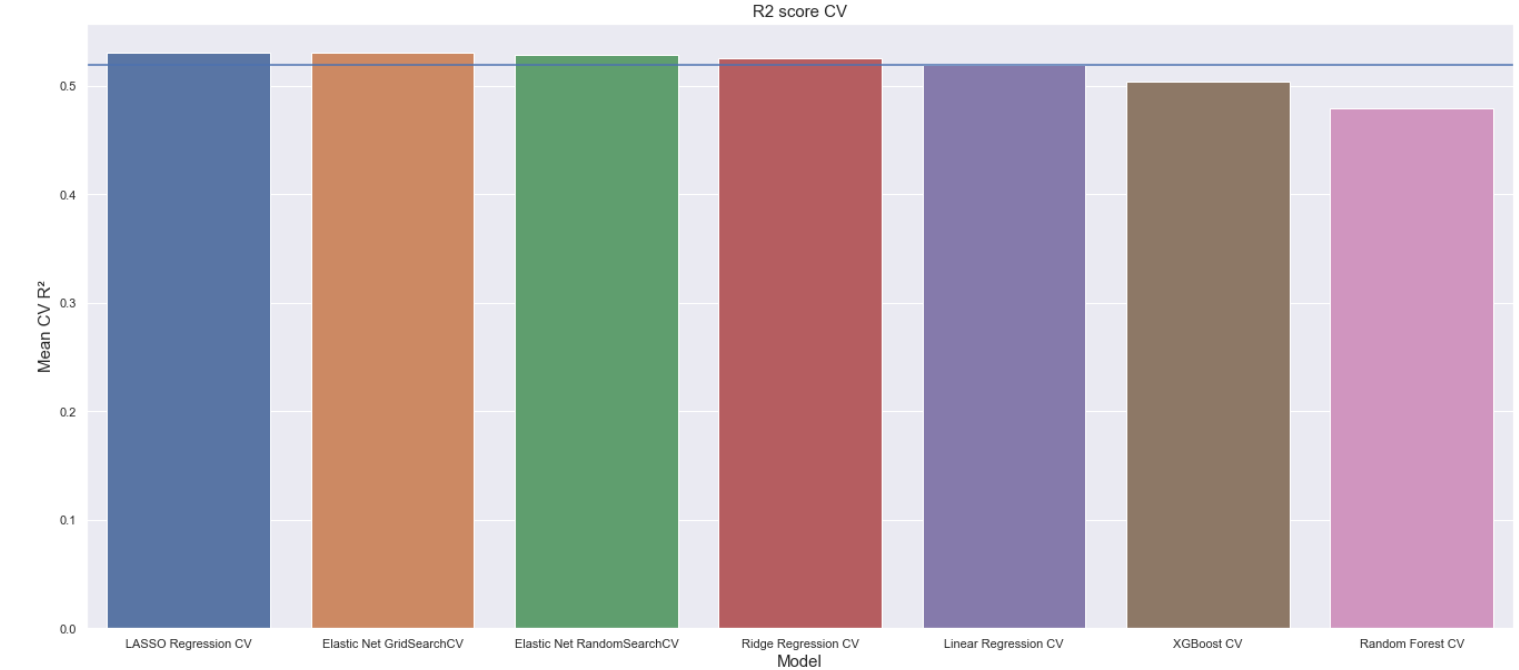 R2 score CV
Mean CV R²
0.5
0.4
0.3
0.2
0.1
0.0
LASSO Regression CV
Elastic Net GridSearchCV
Elastic Net RandomSearchCV
Ridge Regression CV
Linear Regression CV
XGBoost CV
Random Forest CV
Model